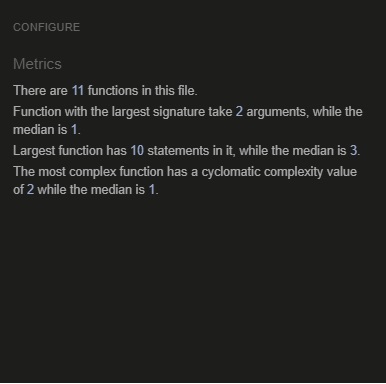 CONFIGURE
Metrics
There are 11 functions in this file.
Function with the largest signature take 2 arguments, while the
median is 1.
Largest function has 10 statements in it, while the median is 3.
The most complex function has a cyclomatic complexity value
of 2 while the median is 1.